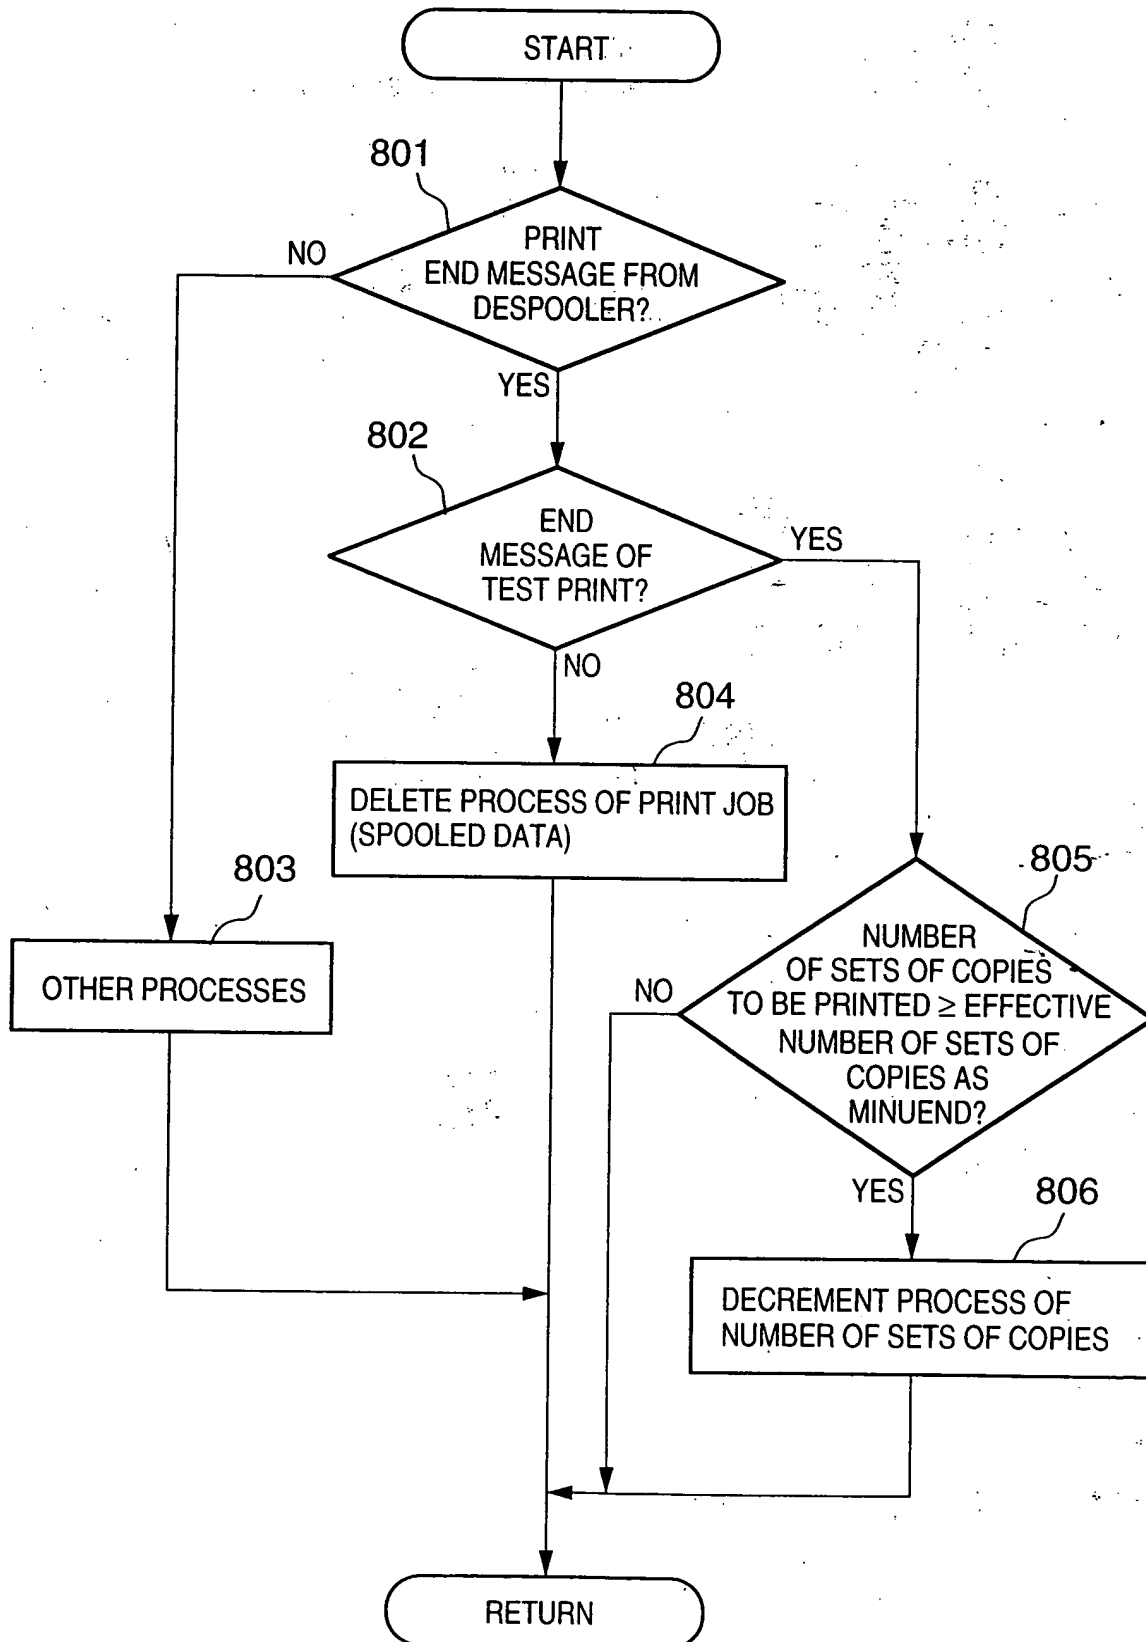 START
801
PRINT
END MESSAGE FROM
DESPOOLER?
NO
YES
802
END
MESSAGE OF
TEST PRINT?
YES
NO
804
DELETE PROCESS OF PRINT JOB
(SPOOLED DATA)
803
OTHER PROCESSES
805
NUMBER
OF SETS OF COPIES
TO BE PRINTED ≥ EFFECTIVE
NUMBER OF SETS OF
COPIES AS
MINUEND?
NO
YES
806
DECREMENT PROCESS OF
NUMBER OF SETS OF COPIES
RETURN